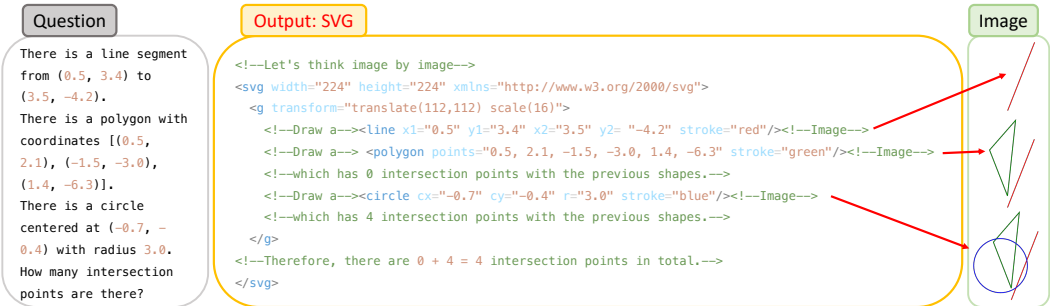 Question
There is a line segment
from (0.5, 3.4) to
(3.5, -4.2).
There is a polygon with
coordinates [(0.5,
2.1), (-1.5, -3.0),
(1.4, -6.3)].
There is a circle
centered at (-0.7, -
0.4) with radius 3.0.
How many intersection
points are there?
Output: SVG
<!--Let's think image by image-->
<svg width="224" height="224" xmlns="http://www.w3.org/2000/svg">
<g transform="translate(112,112) scale(16)">
<!--Draw a--><line x1="0.5" y1="3.4" x2="3.5" y2= "-4.2" stroke="red"/><!--Image-->
<!--Draw a--> <polygon points="0.5, 2.1, -1.5, -3.0, 1.4, -6.3" stroke="green"/><!--Image-->
<!--which has 0 intersection points with the previous shapes.-->
<!--Draw a--><circle cx="-0.7" cy="-0.4" r="3.0" stroke="blue"/><!--Image-->
<!--which has 4 intersection points with the previous shapes.-->
</g>
<!--Therefore, there are 0 + 4 = 4 intersection points in total.-->
</svg>
Image